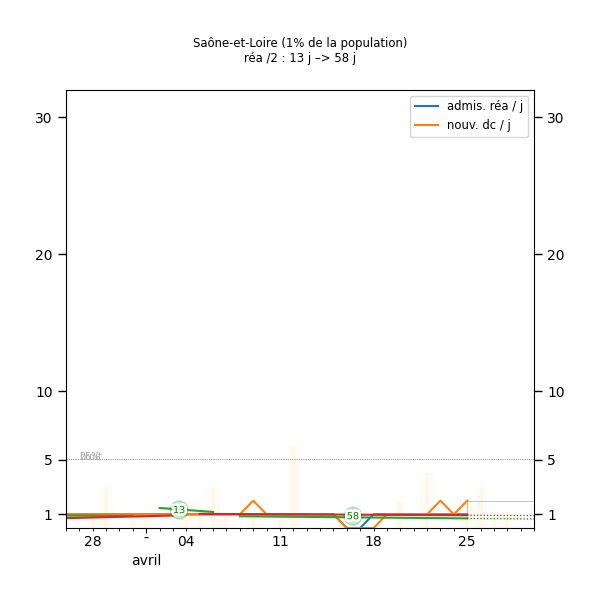 Saône-et-Loire (1% de la population)
réa /2 : 13 j –> 58 j
admis. réa / j
nouv. dc / j
30 30
20 20
10 10
5 5
1 1
13
58
28 - 04 11 18 25
avril